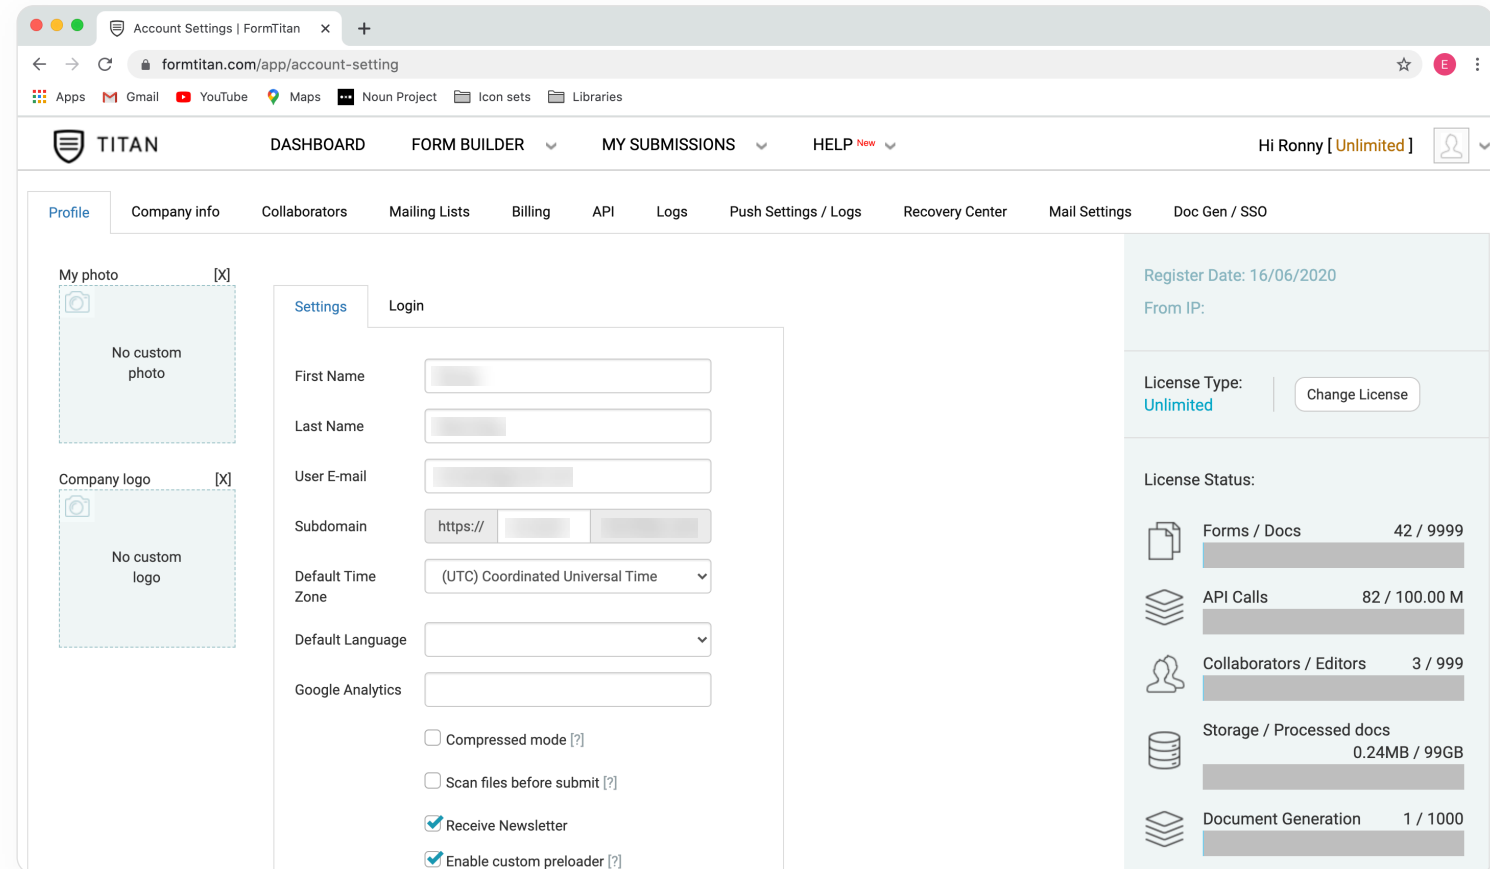 Account Settings | FormTitan
formtitan.com/app/account-setting
E
Apps Gmail YouTube Maps Noun Project Icon sets Libraries
TITAN DASHBOARD FORM BUILDER MY SUBMISSIONS HELP New Hi Ronny [ Unlimited ]
Profile Company info Collaborators Mailing Lists Billing API Logs Push Settings / Logs Recovery Center Mail Settings Doc Gen / SSO
My photo [X]
No custom
photo
Company logo [X]
No custom
logo
Settings Login
First Name
Last Name
User E-mail
Subdomain https://
Default Time
Zone
(UTC) Coordinated Universal Time
Default Language
Google Analytics
Compressed mode [?]
Scan files before submit [?]
Receive Newsletter
Enable custom preloader [?]
Register Date: 16/06/2020
From IP:
License Type:
Unlimited
Change License
License Status:
Forms / Docs 42 / 9999
API Calls 82 / 100.00 M
Collaborators / Editors 3 / 999
Storage / Processed docs
0.24MB / 99GB
Document Generation 1 / 1000